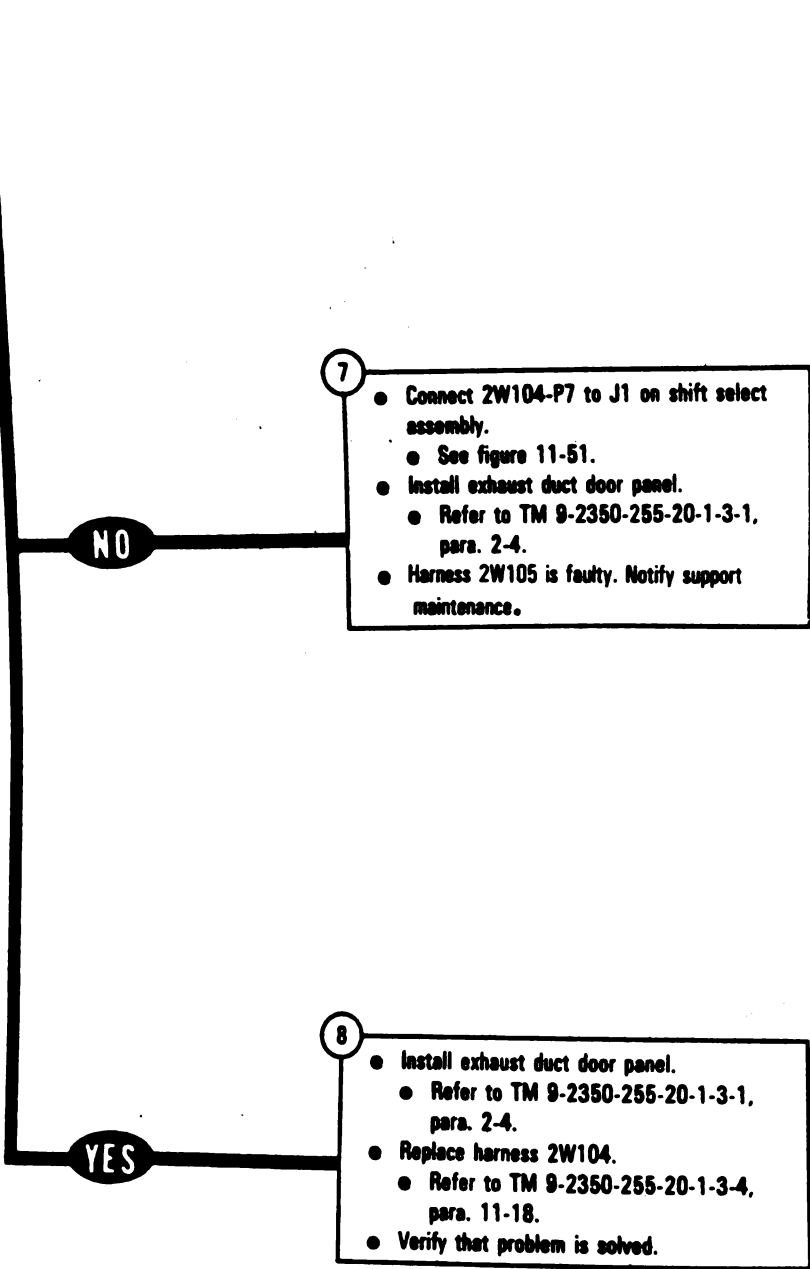 7
● Connect 2W104-P7 to J1 on shift select
assembly.
● See figure 11-51.
● Install exhaust duct door panel.
● Refer to TM 9-2350-255-20-1-3-1,
para. 2-4.
● Harness 2W105 is faulty. Notify support
maintenance.
NO
8
● Install exhaust duct door panel.
● Refer to TM 9-2350-255-20-1-3-1,
para. 2-4.
● Replace harness 2W104.
● Refer to TM 9-2350-255-20-1-3-4,
para. 11-18.
● Verify that problem is solved.
YES